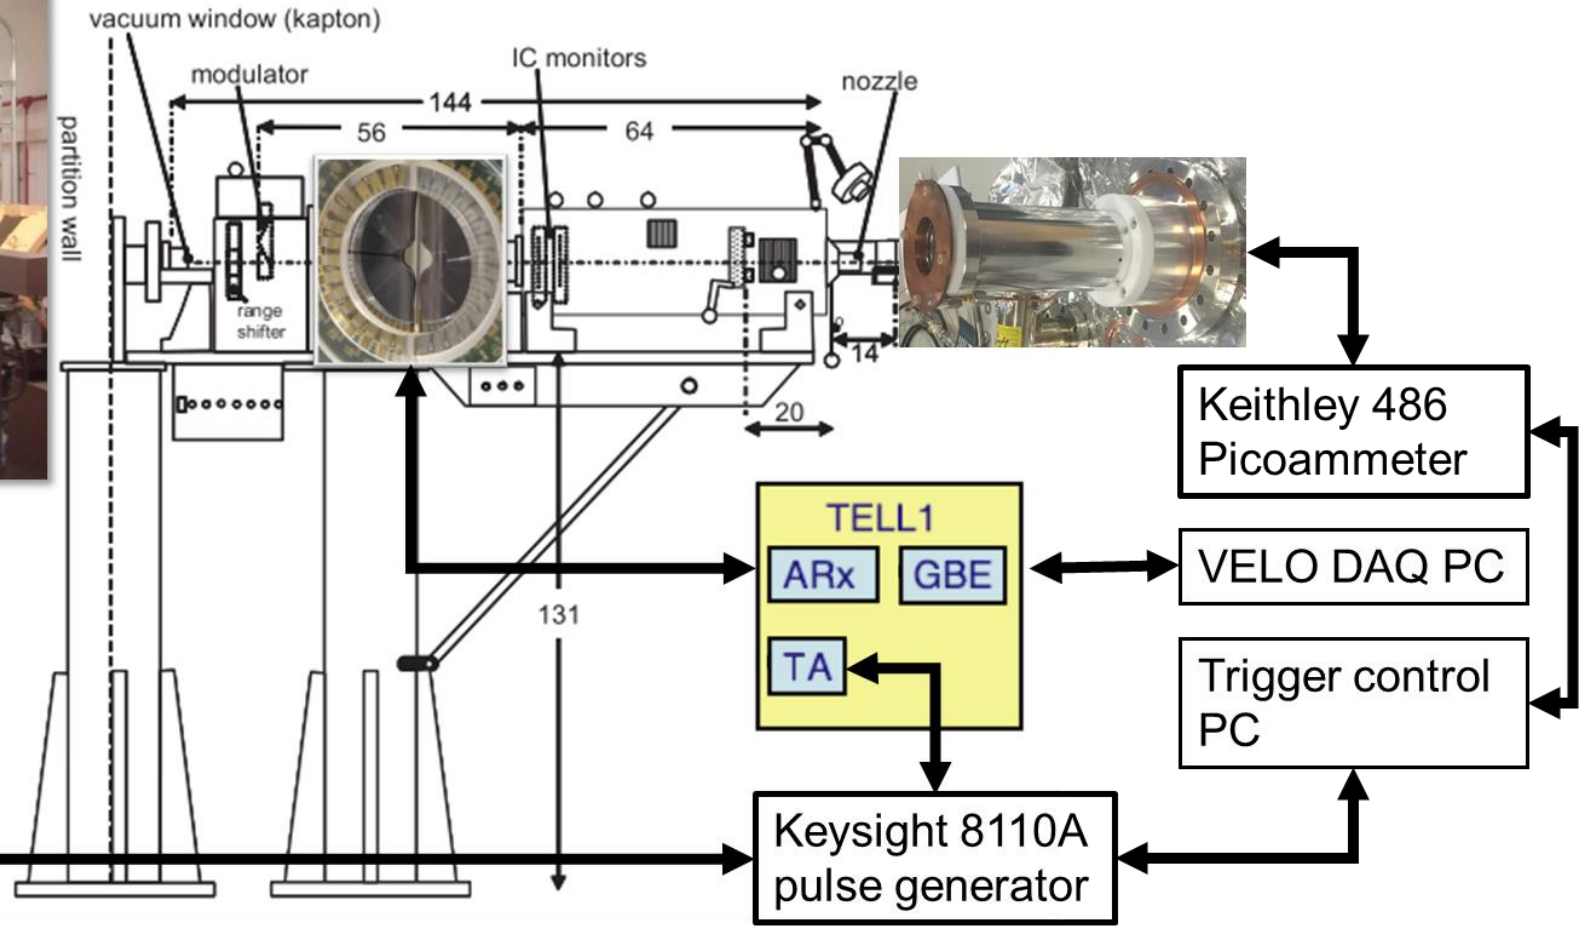 vacuum window (kapton)
modulator
IC monitors
nozzle
144
56
64
partition wall
range
shifter
14
20
131
TELL1
ARx
GBE
TA
Keithley 486
Picoammeter
VELO DAQ PC
Trigger control
PC
Keysight 8110A
pulse generator